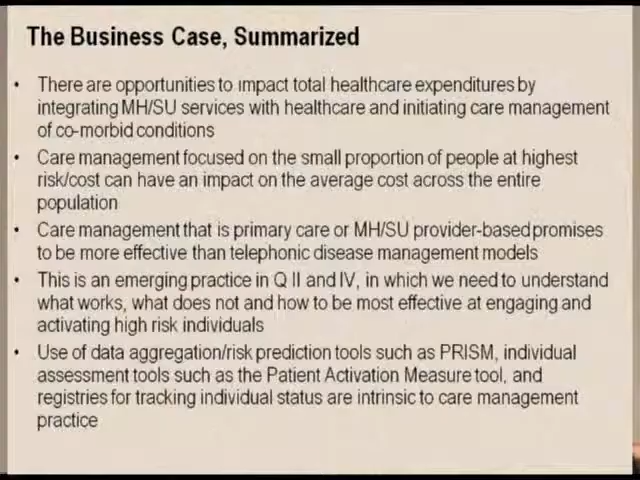 The Business Case, Summarized
• There are opportunities to impact total healthcare expenditures by
integrating MH/SU services with healthcare and initiating care management
of co-morbid conditions
• Care management focused on the small proportion of people at highest
risk/cost can have an impact on the average cost across the entire
population
• Care management that is primary care or MH/SU provider-based promises
to be more effective than telephonic disease management models
• This is an emerging practice in Q II and IV, in which we need to understand
what works, what does not and how to be most effective at engaging and
activating high risk individuals
• Use of data aggregation/risk prediction tools such as PRISM, individual
assessment tools such as the Patient Activation Measure tool, and
registries for tracking individual status are intrinsic to care management
practice